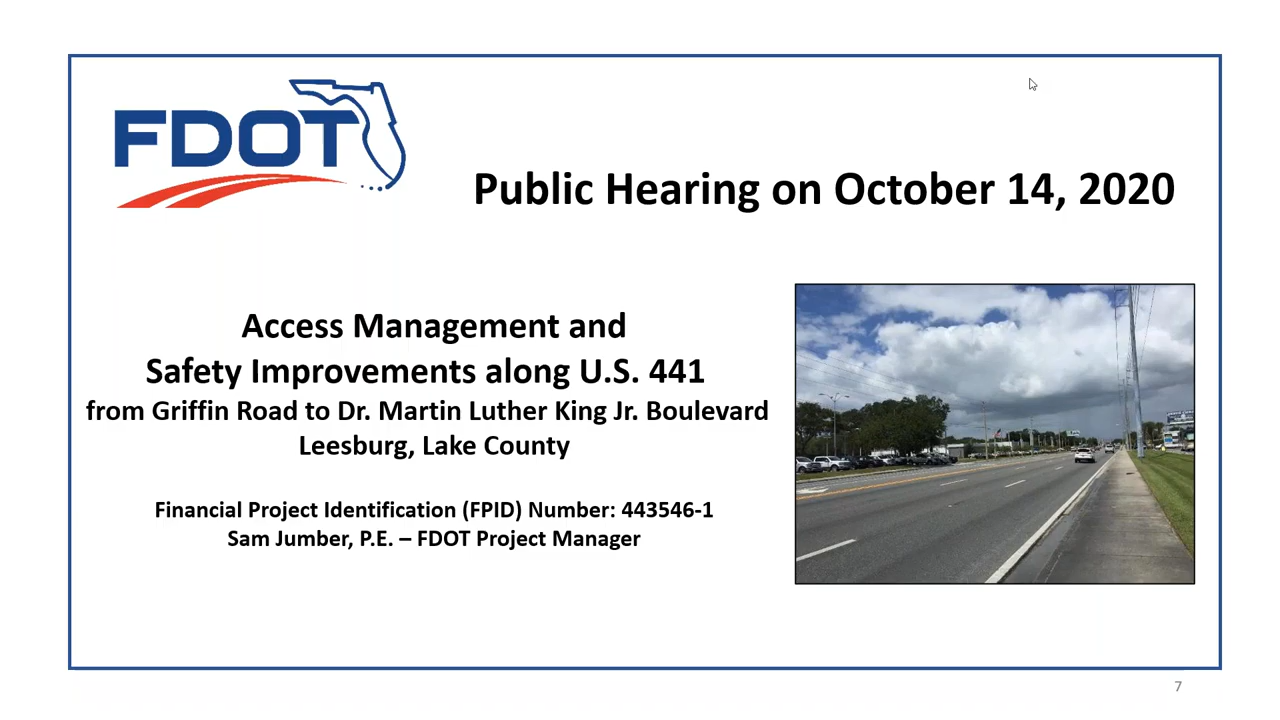 FDOT
Public Hearing on October 14, 2020
Access Management and
Safety Improvements along U.S. 441
from Griffin Road to Dr. Martin Luther King Jr. Boulevard
Leesburg, Lake County
Financial Project Identification (FPID) Number: 443546-1
Sam Jumber, P.E. – FDOT Project Manager
7